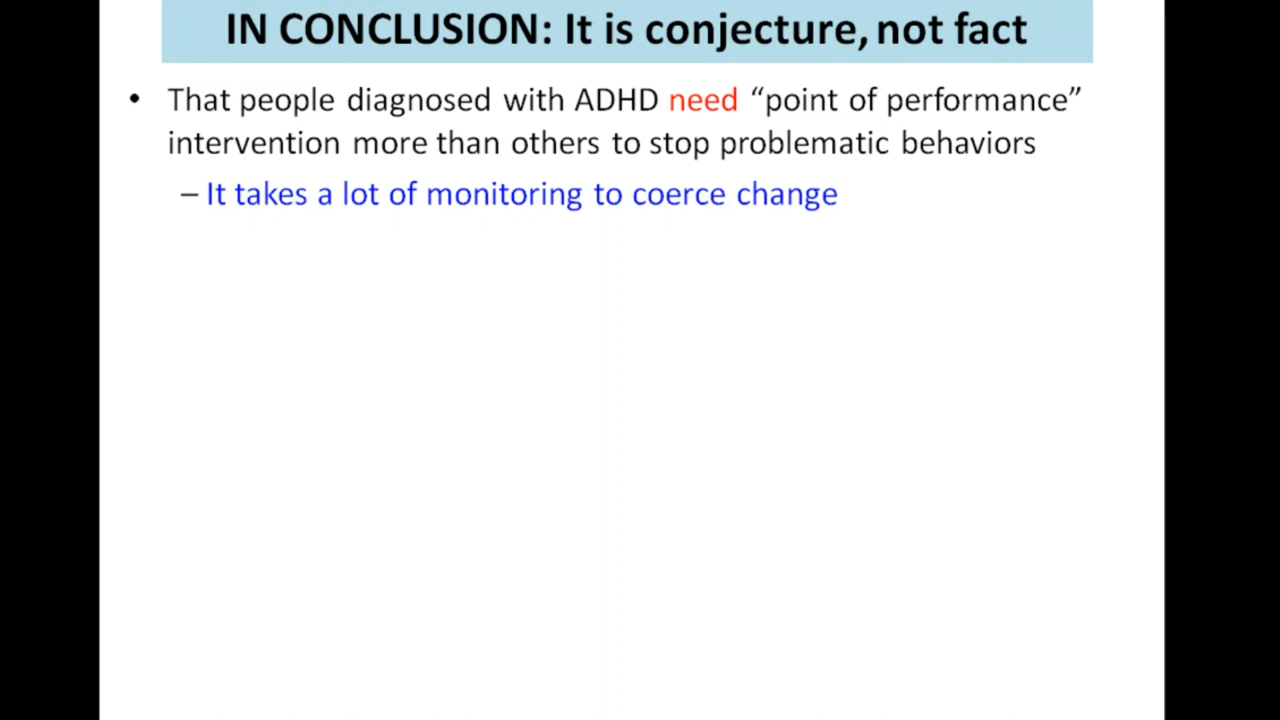 IN CONCLUSION: It is conjecture, not fact
• That people diagnosed with ADHD need “point of performance”
intervention more than others to stop problematic behaviors
– It takes a lot of monitoring to coerce change